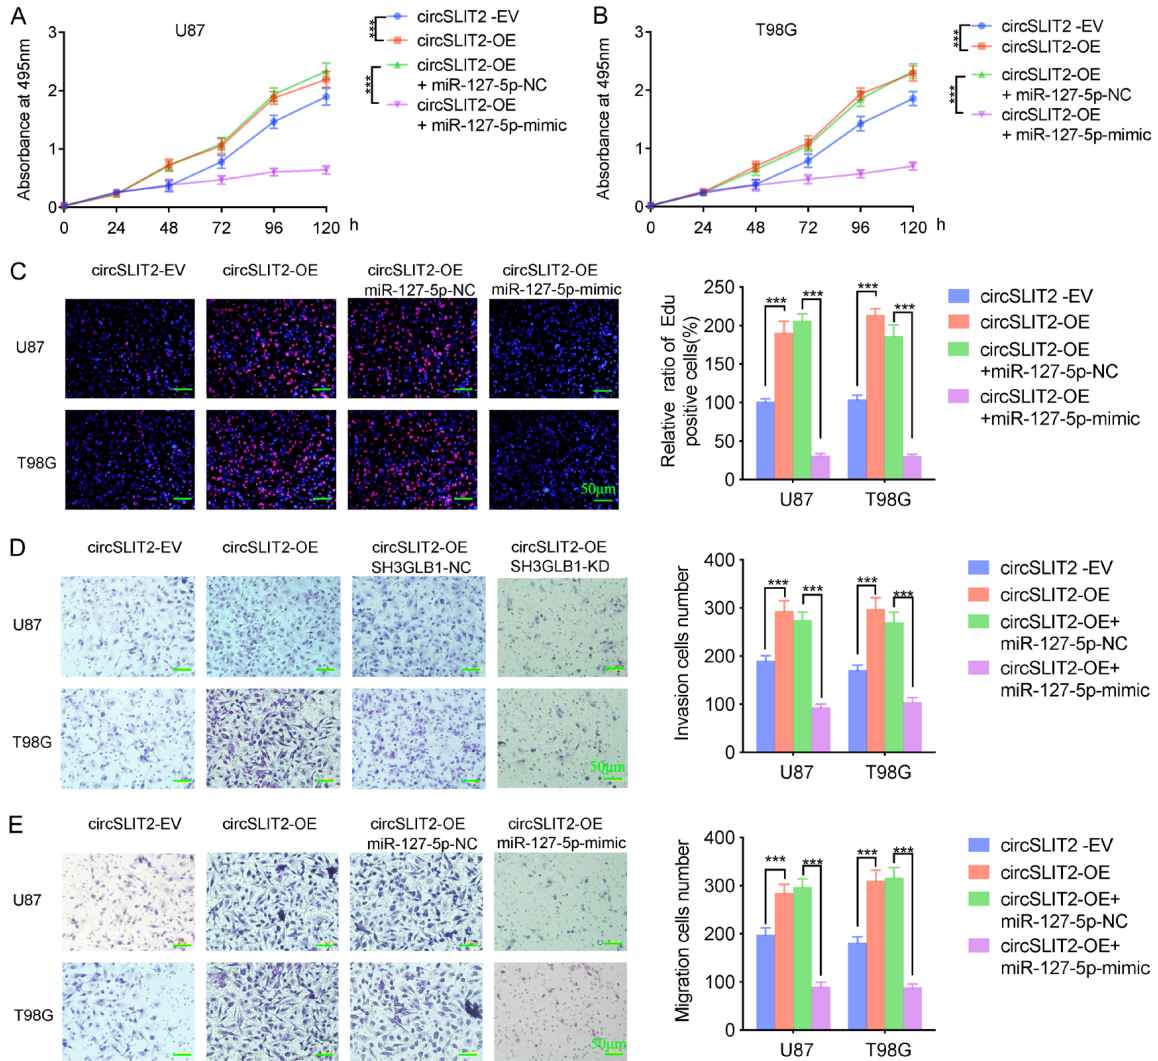 A
U87
Absorbance at 495nm
3
2
1
0
0 24 48 72 96 120 h
circSLIT2 -EV
circSLIT2-OE
circSLIT2-OE
+ miR-127-5p-NC
circSLIT2-OE
+ miR-127-5p-mimic
***
***
B
T98G
Absorbance at 495nm
3
2
1
0
0 24 48 72 96 120 h
circSLIT2 -EV
circSLIT2-OE
circSLIT2-OE
+ miR-127-5p-NC
circSLIT2-OE
+ miR-127-5p-mimic
***
***
C
circSLIT2-EV
circSLIT2-OE
circSLIT2-OE
miR-127-5p-NC
circSLIT2-OE
miR-127-5p-mimic
U87
T98G
50μm
Relative ratio of Edu
positive cells(%)
250
200
150
100
50
0
*** *** *** ***
U87 T98G
circSLIT2 -EV
circSLIT2-OE
circSLIT2-OE
+miR-127-5p-NC
circSLIT2-OE
+miR-127-5p-mimic
D
circSLIT2-EV
circSLIT2-OE
circSLIT2-OE
SH3GLB1-NC
circSLIT2-OE
SH3GLB1-KD
U87
T98G
50μm
Invasion cells number
400
300
200
100
0
*** *** *** ***
U87 T98G
circSLIT2 -EV
circSLIT2-OE
circSLIT2-OE+
miR-127-5p-NC
circSLIT2-OE+
miR-127-5p-mimic
E
circSLIT2-EV
circSLIT2-OE
circSLIT2-OE
miR-127-5p-NC
circSLIT2-OE
miR-127-5p-mimic
U87
T98G
50μm
Migration cells number
400
300
200
100
0
*** *** *** ***
U87 T98G
circSLIT2 -EV
circSLIT2-OE
circSLIT2-OE+
miR-127-5p-NC
circSLIT2-OE+
miR-127-5p-mimic